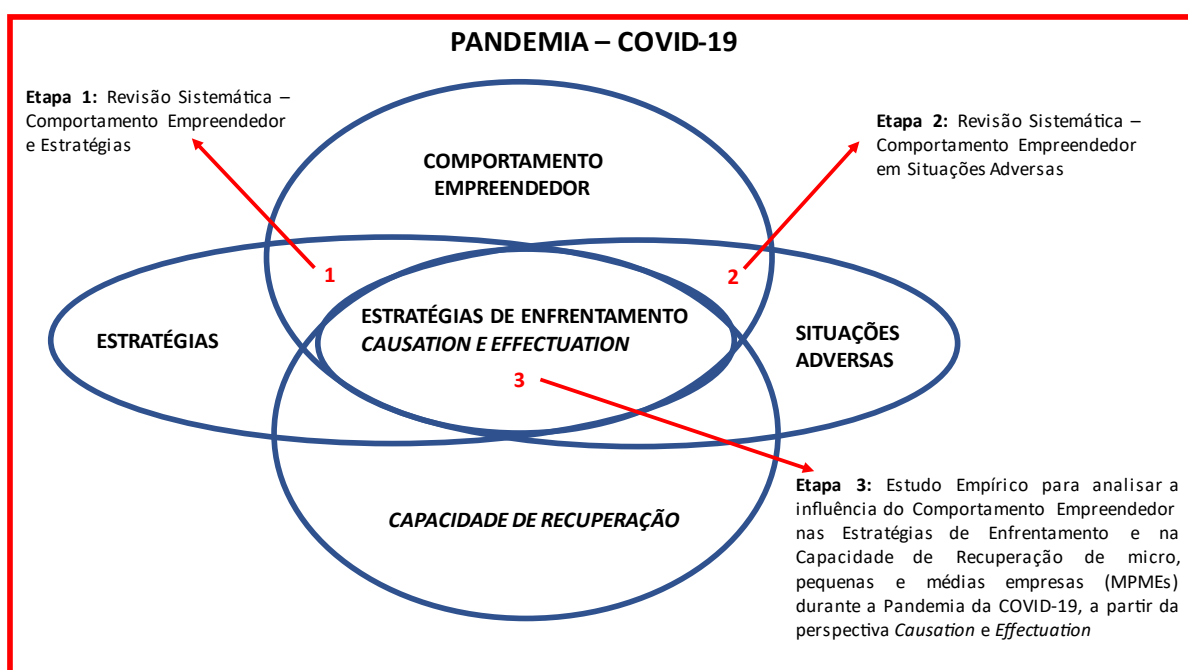 PANDEMIA – COVID-19
Etapa 1: Revisão Sistemática –
Comportamento Empreendedor
e Estratégias
Etapa 2: Revisão Sistemática –
Comportamento Empreendedor
em Situações Adversas
COMPORTAMENTO
EMPREENDEDOR
1
2
ESTRATÉGIAS
ESTRATÉGIAS DE ENFRENTAMENTO
CAUSATION E EFFECTUATION
SITUAÇÕES
ADVERSAS
3
CAPACIDADE DE RECUPERAÇÃO
Etapa 3: Estudo Empírico para analisar a
influência do Comportamento Empreendedor
nas Estratégias de Enfrentamento e na
Capacidade de Recuperação de micro,
pequenas e médias empresas (MPMEs)
durante a Pandemia da COVID-19, a partir da
perspectiva Causation e Effectuation